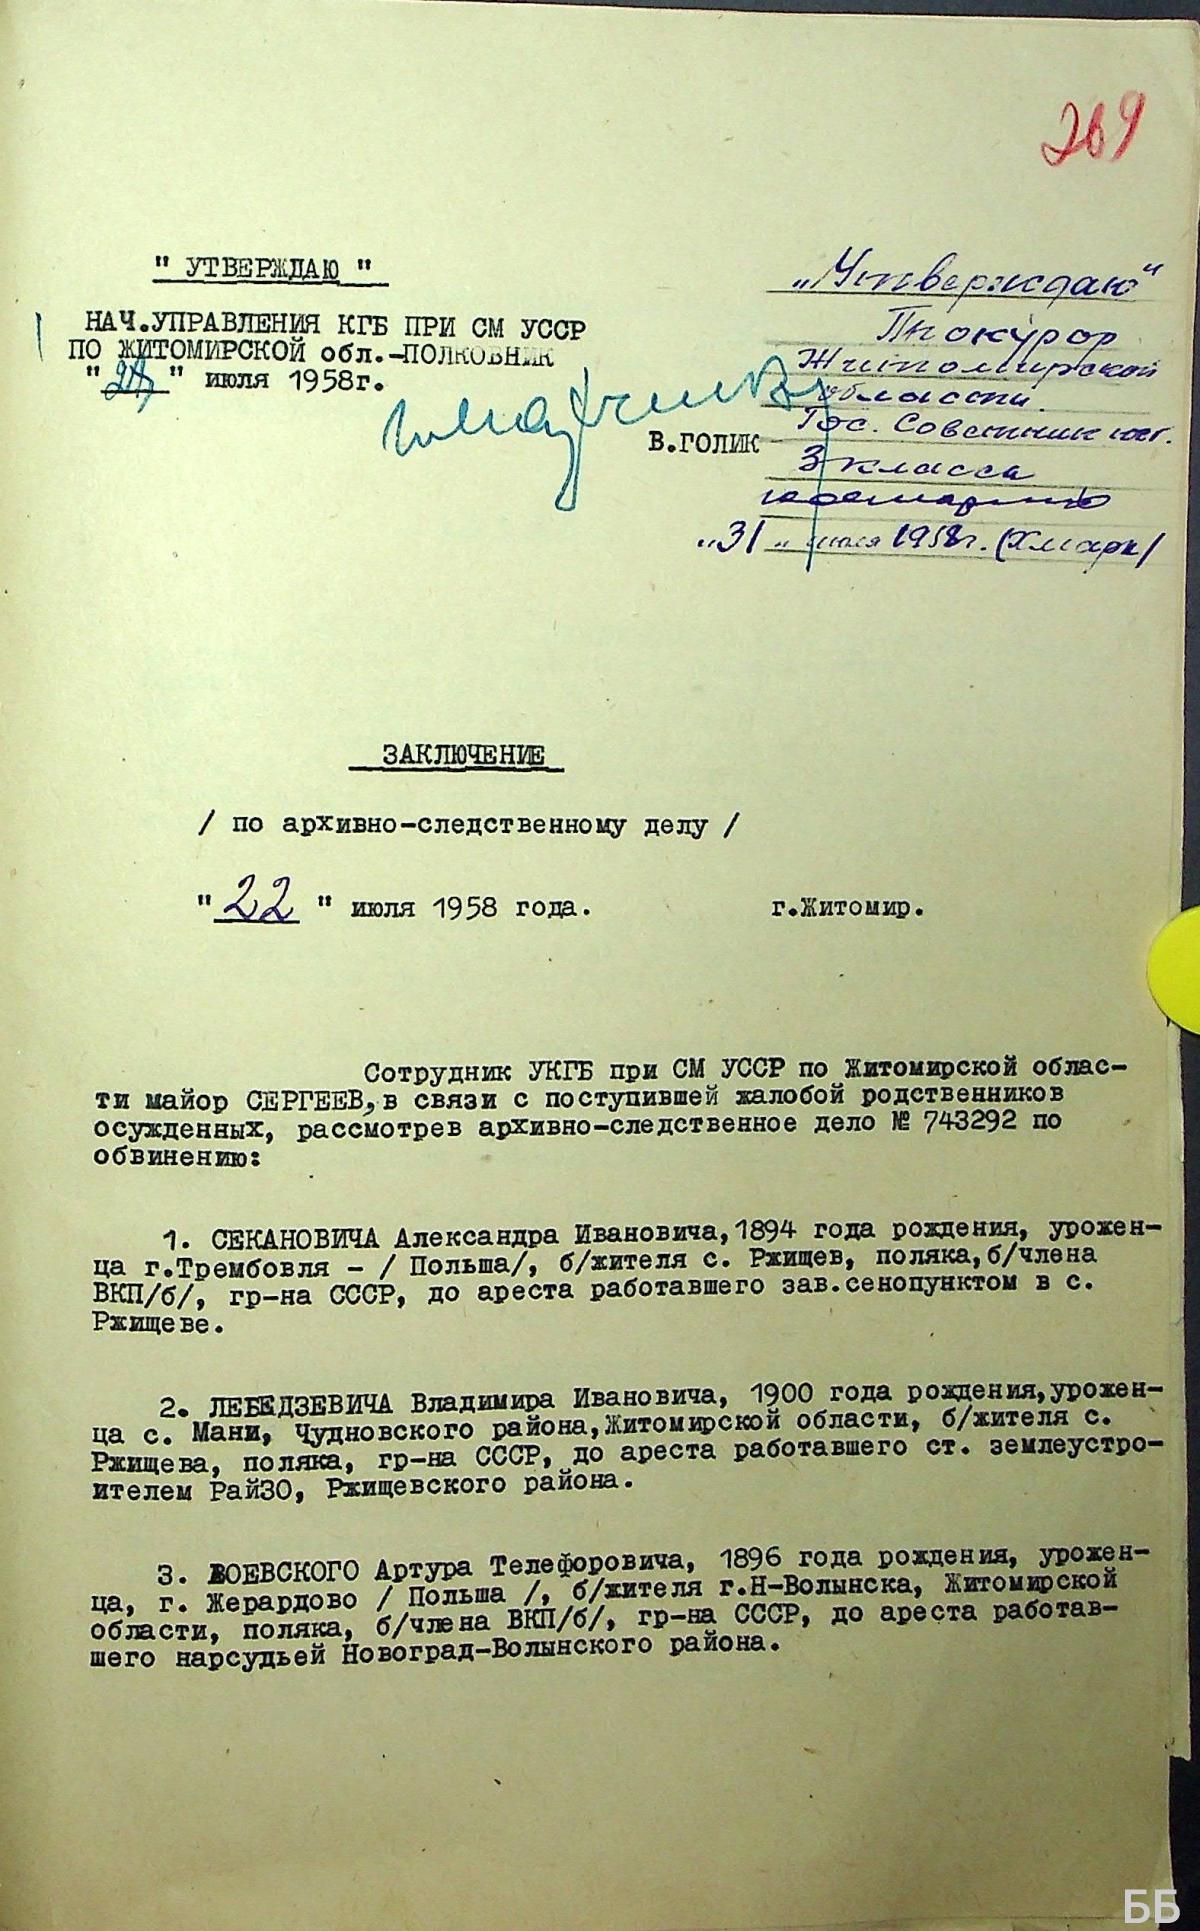 269
" УТВЕРЖДАЮ "
НАЧ.УПРАВЛЕНИЯ КГБ ПРИ СМ УССР
ПО ЖИТОМИРСКОЙ обл.-ПОЛКОВНИК
" " июля 1958г.
В.ГОЛИК
„Утверждаю"
Прокурор
Житомирской
области.
Гос. Советник юст.
3 класса
„31 „ июля 1958г. (Хмарк/
ЗАКЛЮЧЕНИЕ
/ по архивно-следственному делу /
"22" июля 1958 года. г.Житомир.
Сотрудник УКГБ при СМ УССР по Житомирской облас-
ти майор СЕРГЕЕВ, в связи с поступившей жалобой родственников
осужденных, рассмотрев архивно-следственное дело № 743292 по
обвинению:
1. СЕКАНОВИЧА Александра Ивановича, 1894 года рождения, урожен-
ца г.Трембовля - / Польша/, б/жителя с. Ржищев, поляка, б/члена
ВКП/б/, гр-на СССР, до ареста работавшего зав.сенопунктом в с.
Ржищеве.
2. ЛЕБЕДЗЕВИЧА Владимира Ивановича, 1900 года рождения, урожен-
ца с. Мани, Чудновского района, Житомирской области, б/жителя с.
Ржищева, поляка, гр-на СССР, до ареста работавшего ст. землеустро-
ителем РайЗО, Ржищевского района.
3. ВОЕВСКОГО Артура Телефоровича, 1896 года рождения, урожен-
ца, г. Жерардово / Польша /, б/жителя г.Н-Волынска, Житомирской
области, поляка, б/члена ВКП/б/, гр-на СССР, до ареста работав-
шего нарсудьей Новоград-Волынского района.
ББ